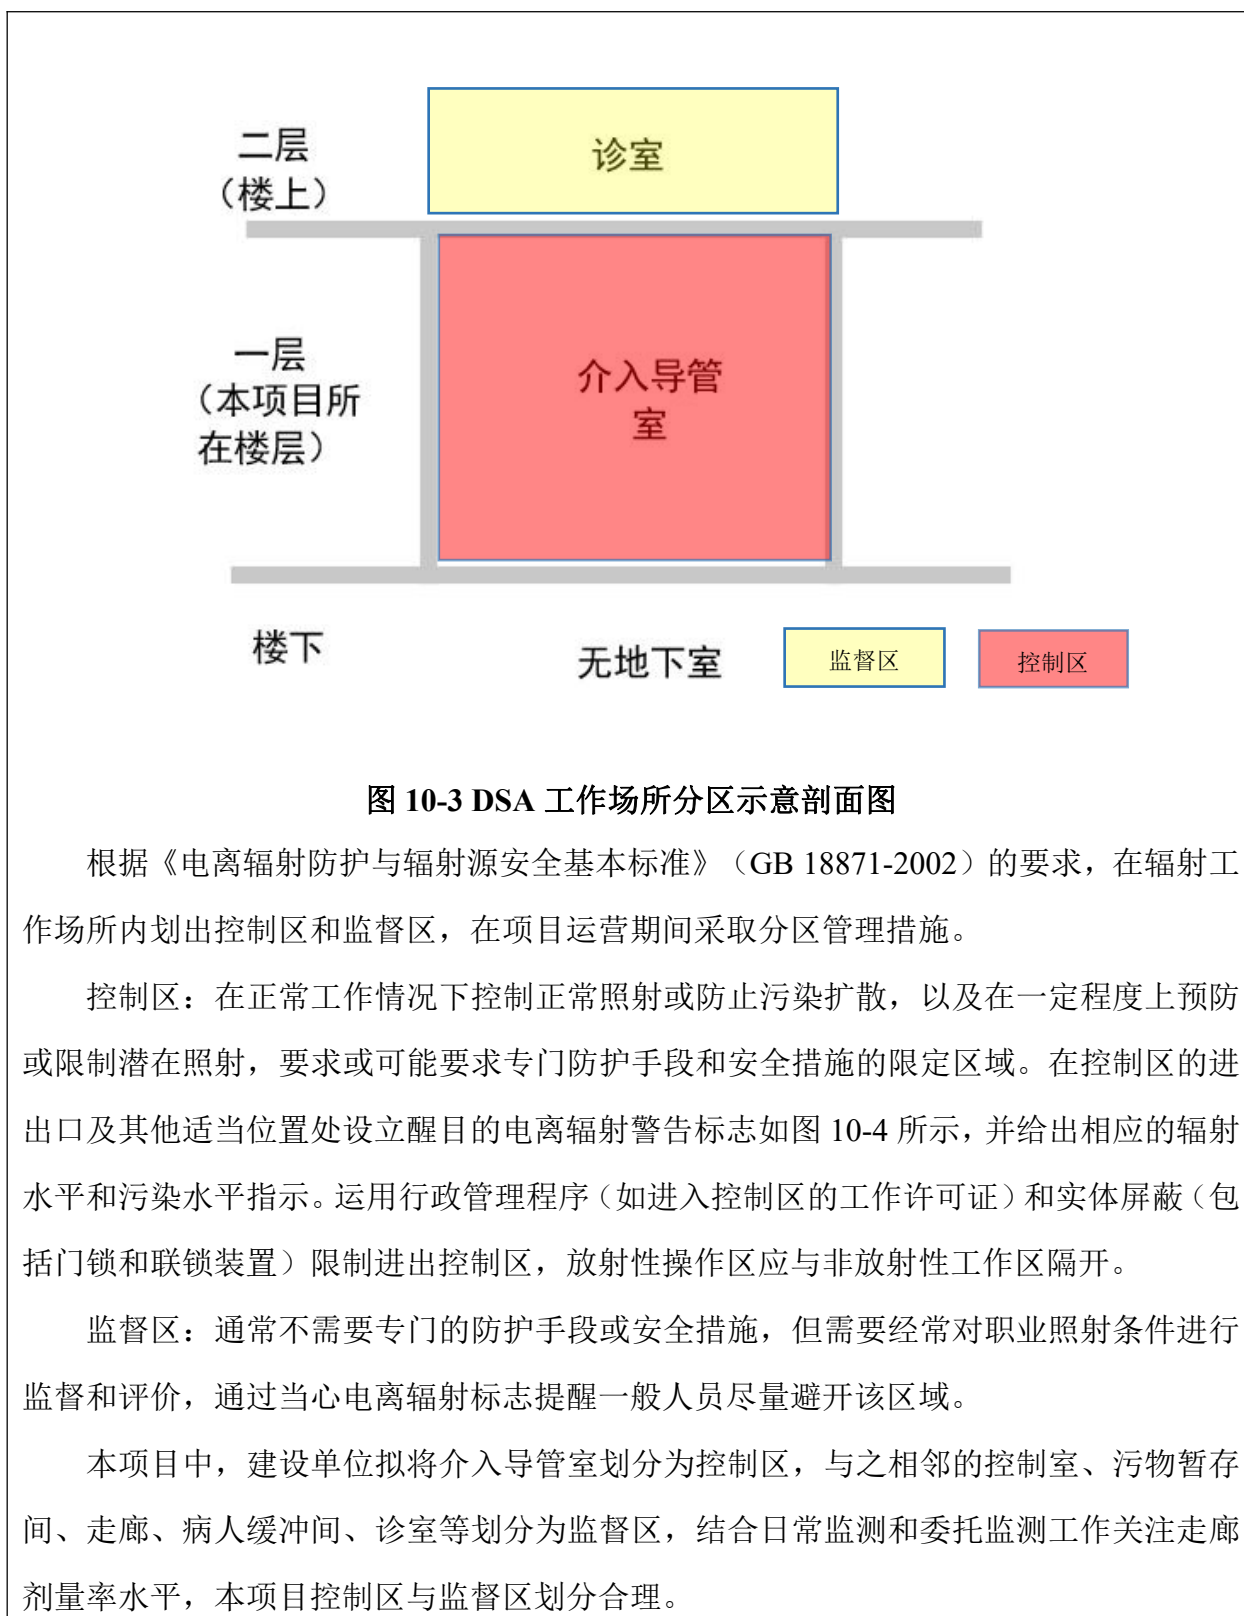 二层
（楼上）
诊室
一层
（本项目所
在楼层）
介入导管
室
楼下
无地下室
监督区
控制区
图 10-3 DSA 工作场所分区示意剖面图
根据《电离辐射防护与辐射源安全基本标准》（GB 18871-2002）的要求，在辐射工
作场所内划出控制区和监督区，在项目运营期间采取分区管理措施。
控制区：在正常工作情况下控制正常照射或防止污染扩散，以及在一定程度上预防
或限制潜在照射，要求或可能要求专门防护手段和安全措施的限定区域。在控制区的进
出口及其他适当位置处设立醒目的电离辐射警告标志如图 10-4 所示，并给出相应的辐射
水平和污染水平指示。运用行政管理程序（如进入控制区的工作许可证）和实体屏蔽（包
括门锁和联锁装置）限制进出控制区，放射性操作区应与非放射性工作区隔开。
监督区：通常不需要专门的防护手段或安全措施，但需要经常对职业照射条件进行
监督和评价，通过当心电离辐射标志提醒一般人员尽量避开该区域。
本项目中，建设单位拟将介入导管室划分为控制区，与之相邻的控制室、污物暂存
间、走廊、病人缓冲间、诊室等划分为监督区，结合日常监测和委托监测工作关注走廊
剂量率水平，本项目控制区与监督区划分合理。